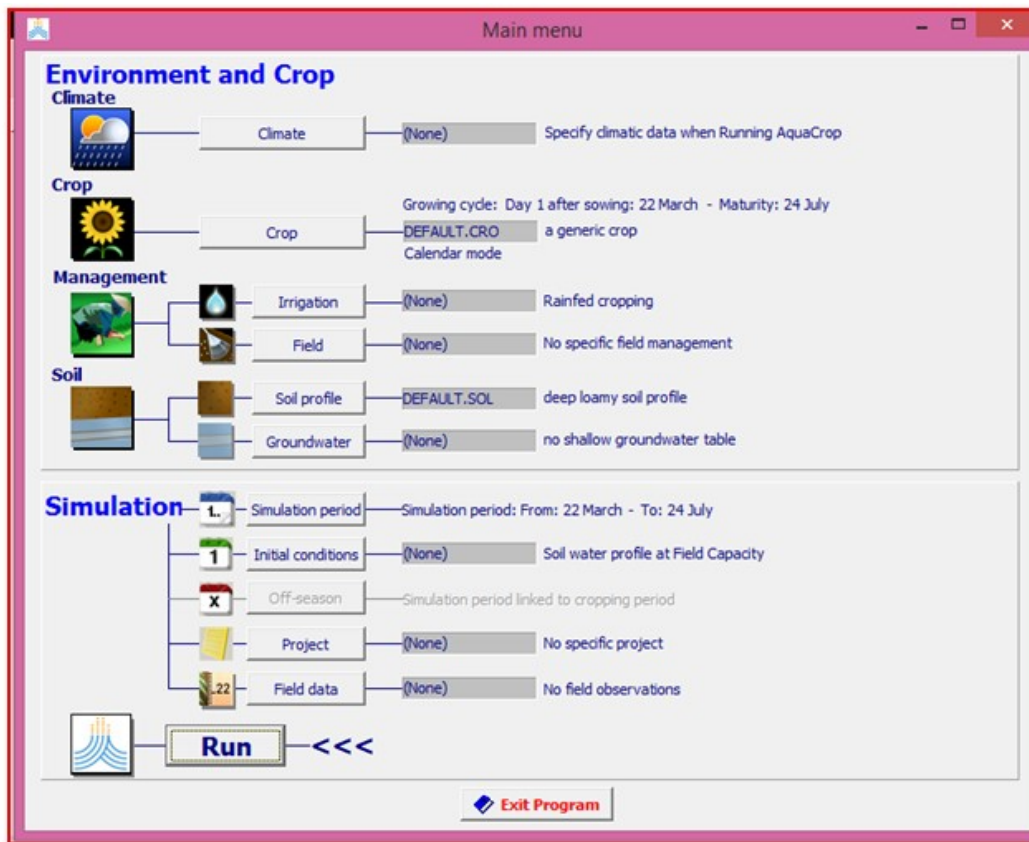 Main menu
Environment and Crop
Climate
Climate (None) Specify climatic data when Running AquaCrop
Crop
Growing cycle: Day 1 after sowing: 22 March - Maturity: 24 July
Crop DEFAULT.CRO a generic crop
Calendar mode
Management
Irrigation (None) Rainfed cropping
Field (None) No specific field management
Soil
Soil profile DEFAULT.SOL deep loamy soil profile
Groundwater (None) no shallow groundwater table
Simulation 1.. Simulation period Simulation period: From: 22 March - To: 24 July
1 Initial conditions (None) Soil water profile at Field Capacity
X Off-season Simulation period linked to cropping period
Project (None) No specific project
.22 Field data (None) No field observations
Run <<<
Exit Program